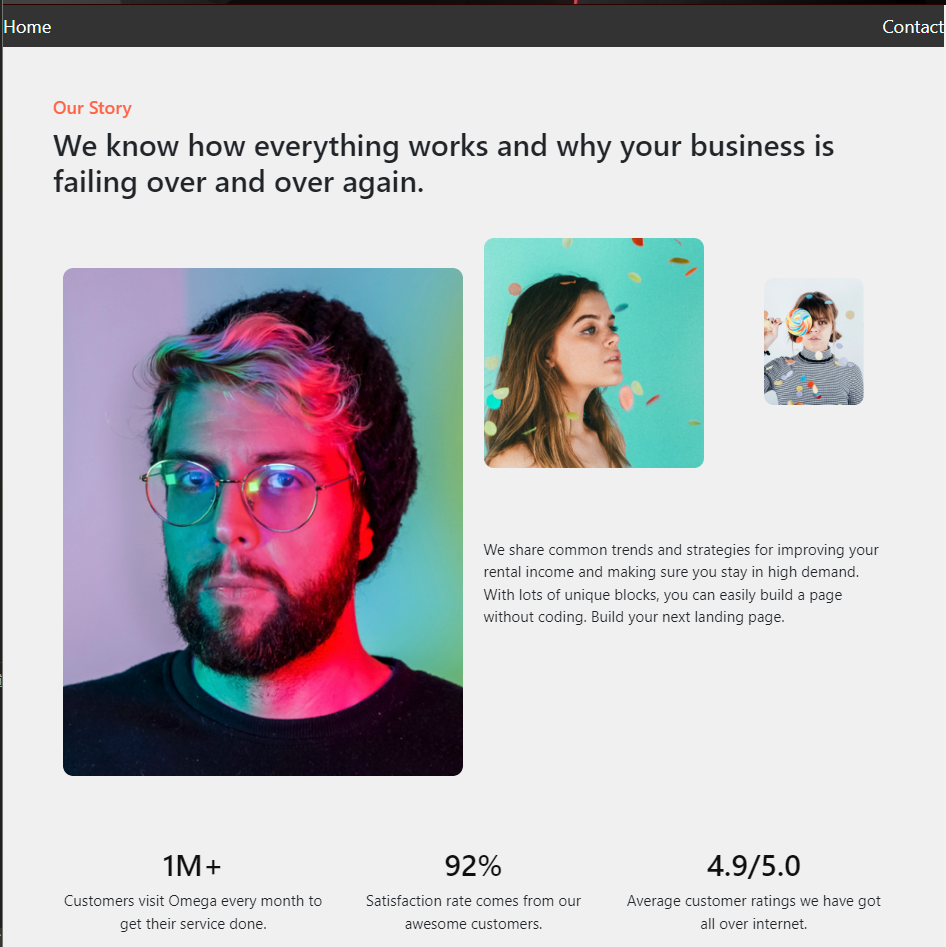 Home
Contact
Our Story
We know how everything works and why your business is
failing over and over again.
We share common trends and strategies for improving your
rental income and making sure you stay in high demand.
With lots of unique blocks, you can easily build a page
without coding. Build your next landing page.
1M+
Customers visit Omega every month to
get their service done.
92%
Satisfaction rate comes from our
awesome customers.
4.9/5.0
Average customer ratings we have got
all over internet.